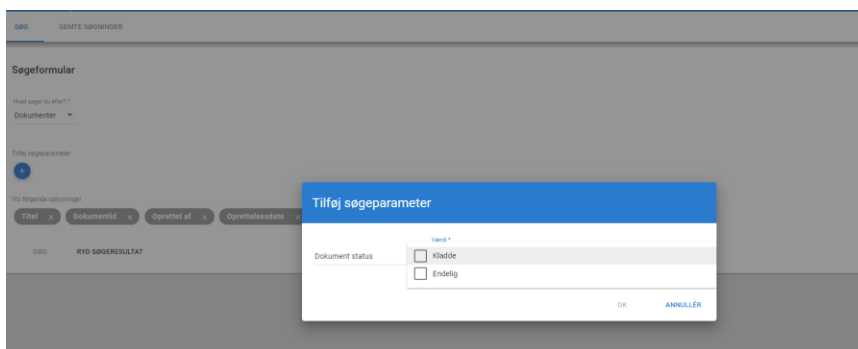 SØG GEMTE SØGNINGER
Søgeformular
Hvad søger du efter? *
Dokumenter
Tilføj søgeparameter
+
Vis følgende oplysninger
Titel × Dokumentid × Oprettet af × Oprettelsesdato ×
SØG RYD SØGERESULTAT
Tilføj søgeparameter
Værdi *
Dokument status
Kladde
Endelig
OK ANNULLÉR